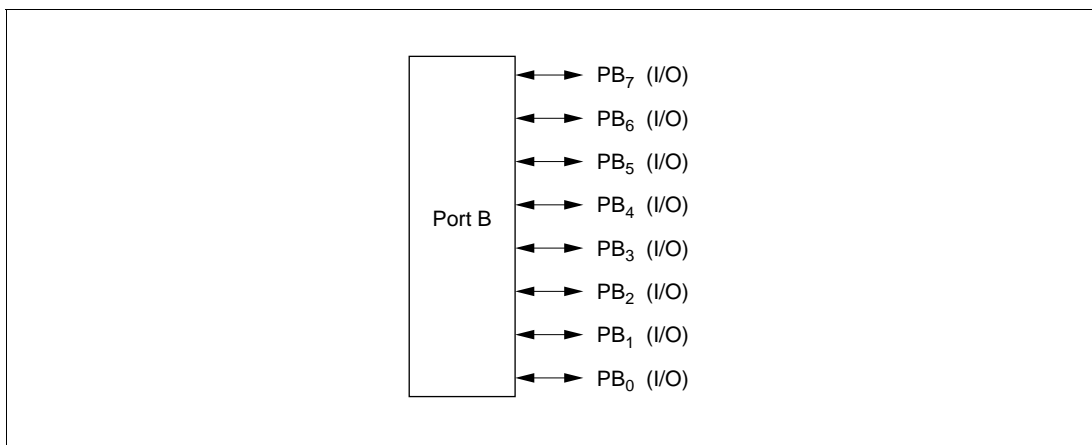 PB₇ (I/O)
PB₆ (I/O)
PB₅ (I/O)
PB₄ (I/O)
Port B
PB₃ (I/O)
PB₂ (I/O)
PB₁ (I/O)
PB₀ (I/O)